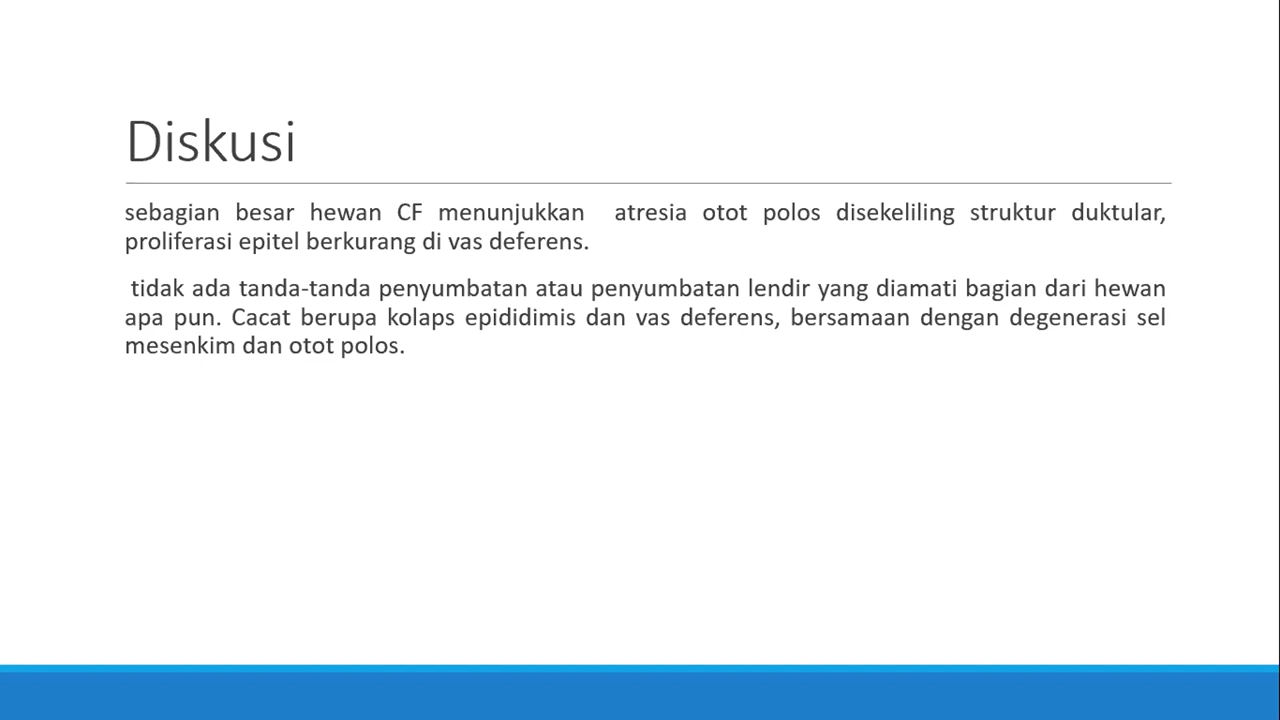 Diskusi
sebagian besar hewan CF menunjukkan atresia otot polos disekeliling struktur duktular,
proliferasi epitel berkurang di vas deferens.
tidak ada tanda-tanda penyumbatan atau penyumbatan lendir yang diamati bagian dari hewan
apa pun. Cacat berupa kolaps epididimis dan vas deferens, bersamaan dengan degenerasi sel
mesenkim dan otot polos.